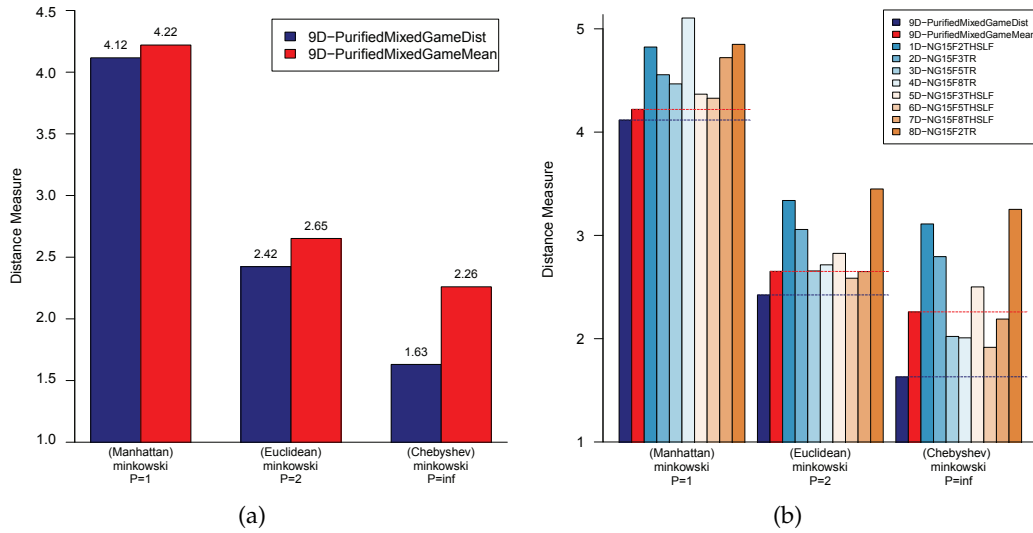 4.5
4.0
3.5
3.0
2.5
2.0
1.5
1.0
Distance Measure
9D−PurifiedMixedGameDist
9D−PurifiedMixedGameMean
4.12
4.22
2.42
2.65
1.63
2.26
(Manhattan)
minkowski
P=1
(Euclidean)
minkowski
P=2
(Chebyshev)
minkowski
P=inf
(a)
5
4
3
2
1
Distance Measure
9D−PurifiedMixedGameDist
9D−PurifiedMixedGameMean
1D−NG15F2THSLF
2D−NG15F3TR
3D−NG15F5TR
4D−NG15F8TR
5D−NG15F3THSLF
6D−NG15F5THSLF
7D−NG15F8THSLF
8D−NG15F2TR
(Manhattan)
minkowski
P=1
(Euclidean)
minkowski
P=2
(Chebyshev)
minkowski
P=inf
(b)